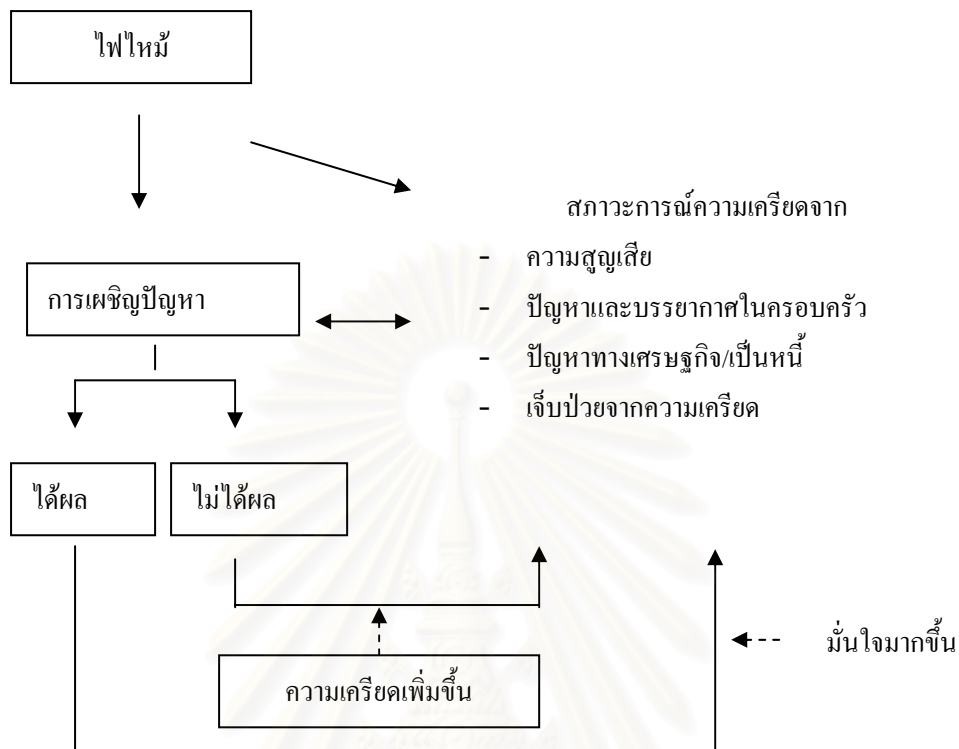 ไฟไหม้
สภาวะการณ์ความเครียดจาก
- ความสูญเสีย
- ปัญหาและบรรยากาศในครอบครัว
- ปัญหาทางเศรษฐกิจ/เป็นหนี้
- เจ็บป่วยจากความเครียด
การเผชิญปัญหา
ได้ผล
ไม่ได้ผล
มั่นใจมากขึ้น
ความเครียดเพิ่มขึ้น